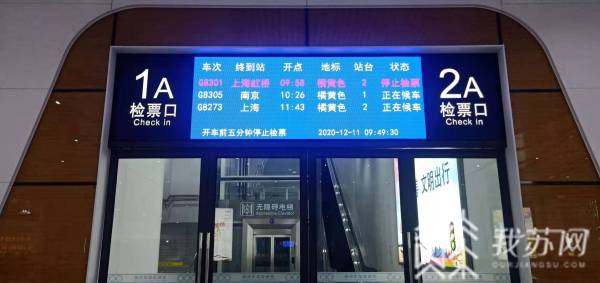 1A
检票口
Check in
车次 终到站 开点 地标 站台 状态
G8301 上海虹桥 09:58 橘黄色 2 停止检票
G8305 南京 10:26 橘黄色 1 正在候车
G8273 上海 11:43 橘黄色 2 正在候车
开车前五分钟停止检票 2020-12-11 09:49:30
2A
检票口
Check in
无障碍电梯
Accessible Elevator
文明出行
我苏网
OURJIANGSU.COM